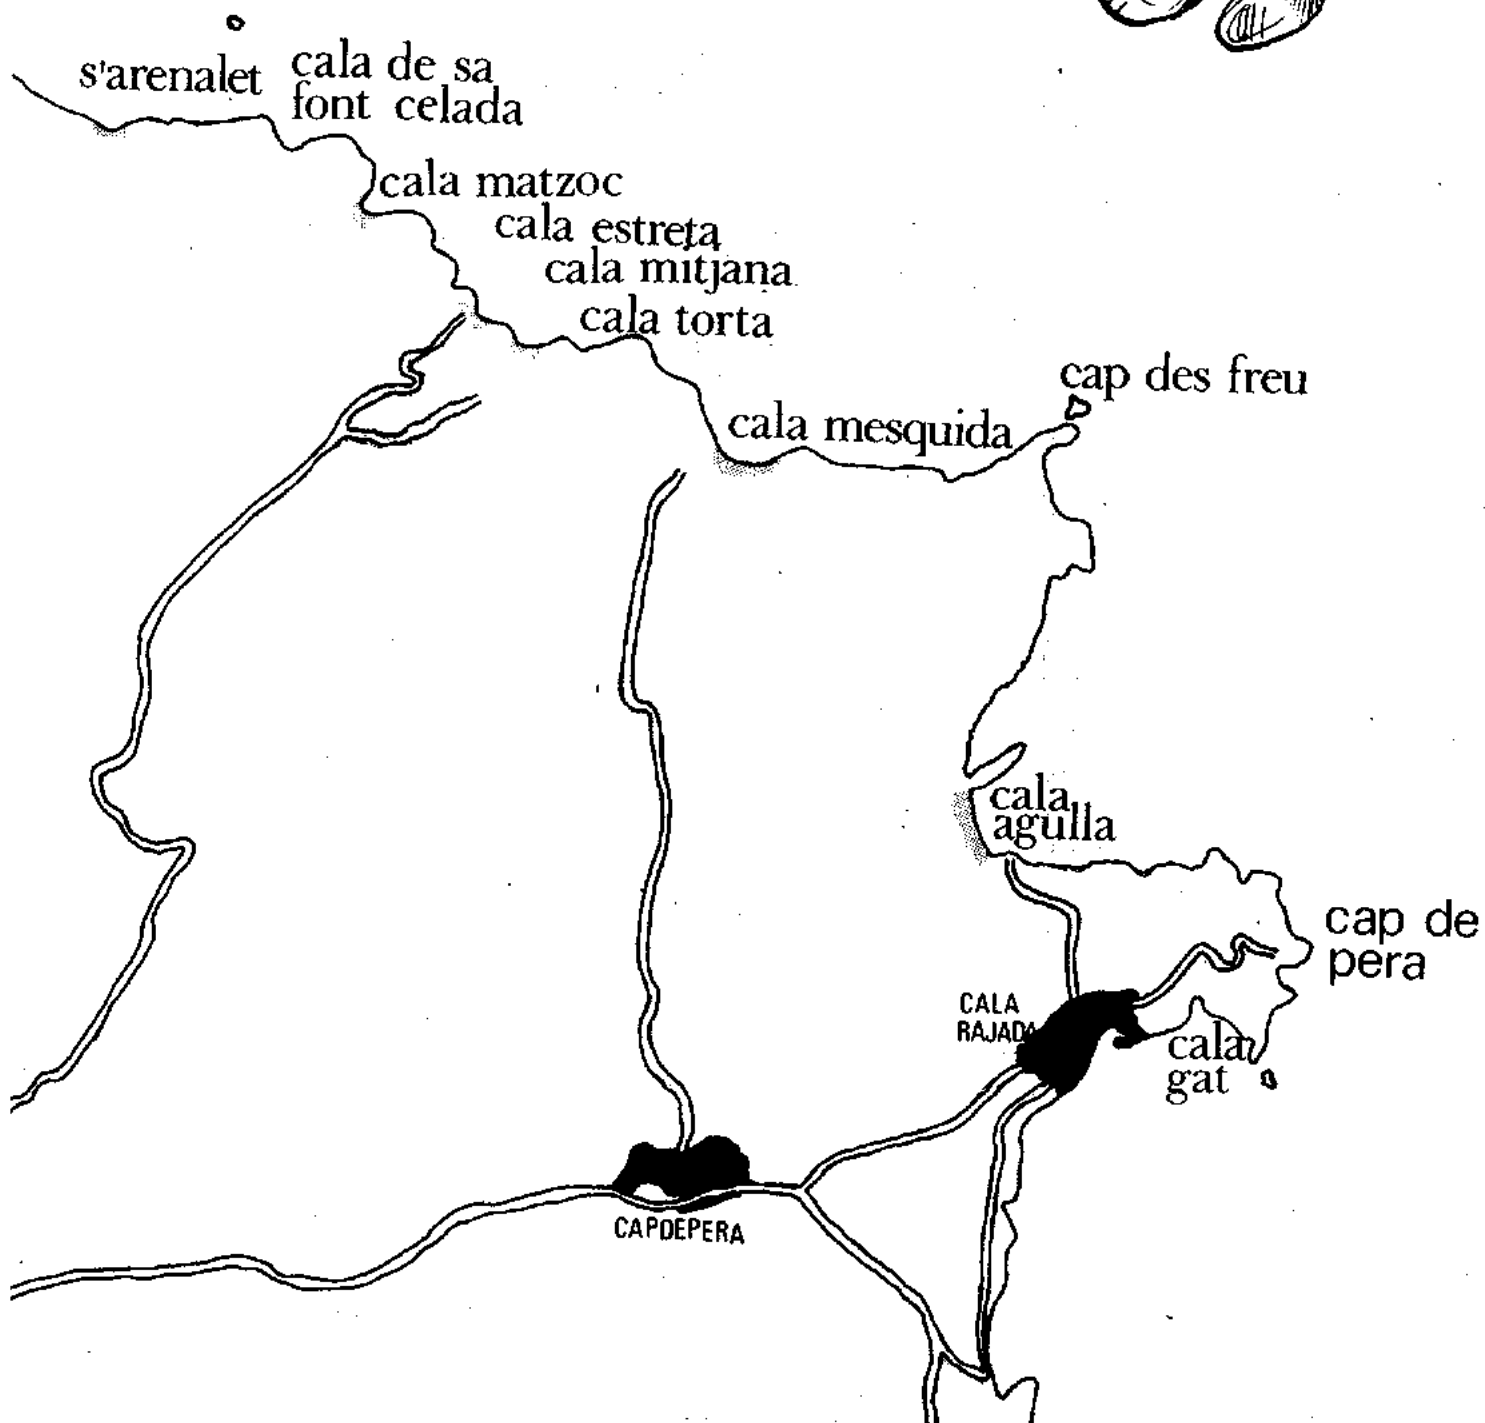 s'arenalet
cala de sa
font celada
cala matzoc
cala estreta
cala mitjana
cala torta
cap des freu
cala mesquida
cala
agulla
cap de
pera
CALA
RAJADA
cala
gat
CAPDEPERA